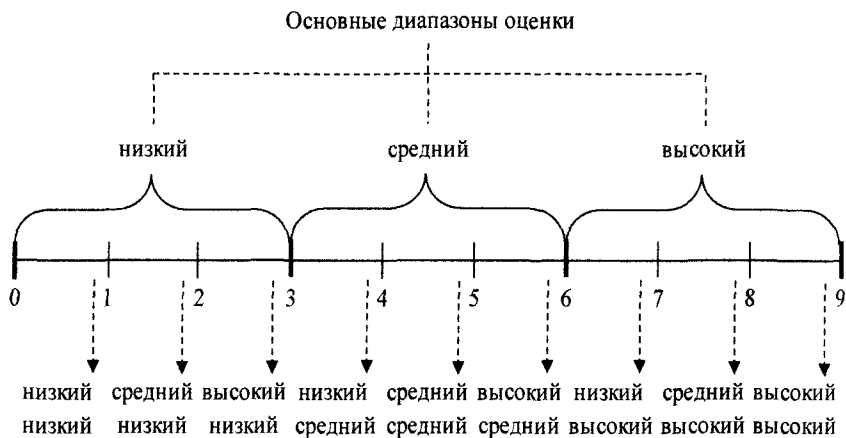 Основные диапазоны оценки
низкий средний высокий
0 1 2 3 4 5 6 7 8 9
низкий средний высокий низкий средний высокий низкий средний высокий
низкий низкий низкий средний средний средний высокий высокий высокий